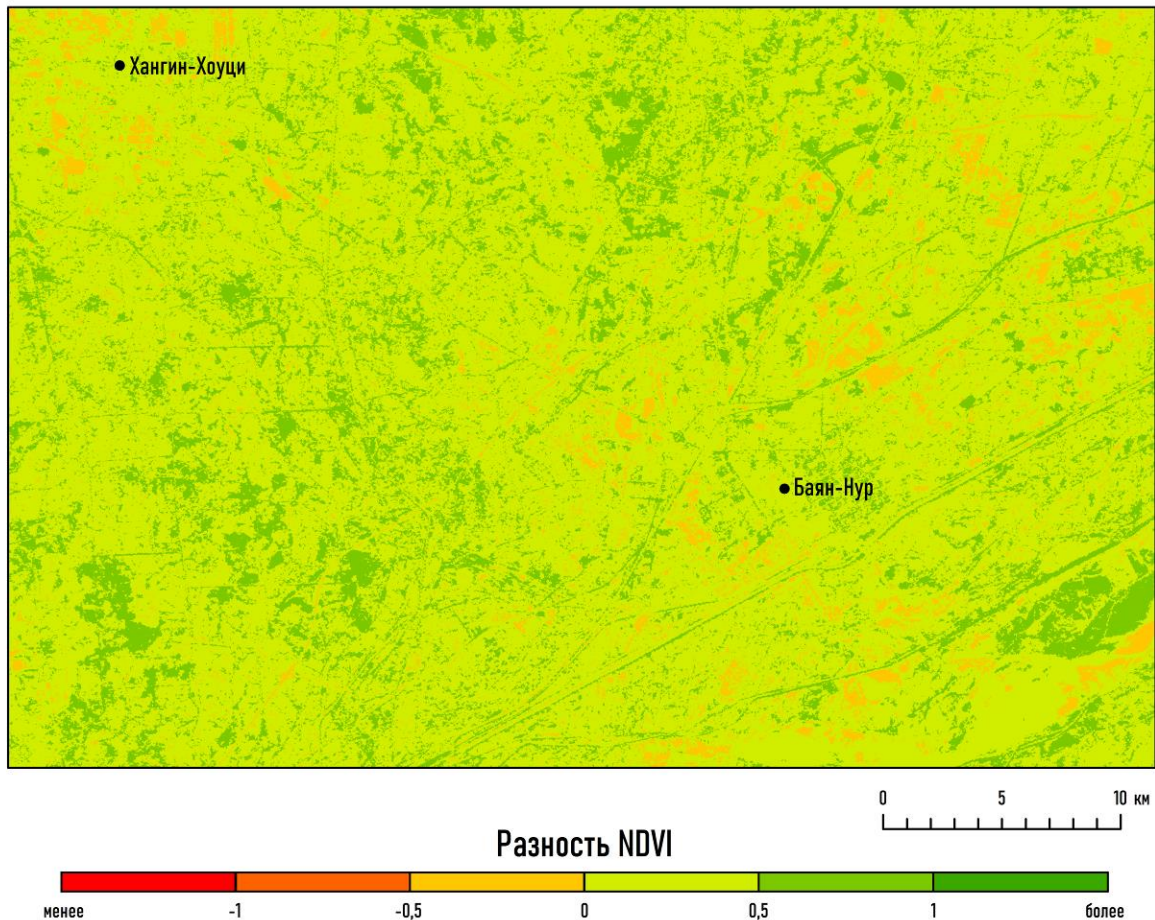 Хангин-Хоуци
Баян-Нур
0 5 10 км
Разность NDVI
менее -1 -0,5 0 0,5 1 более